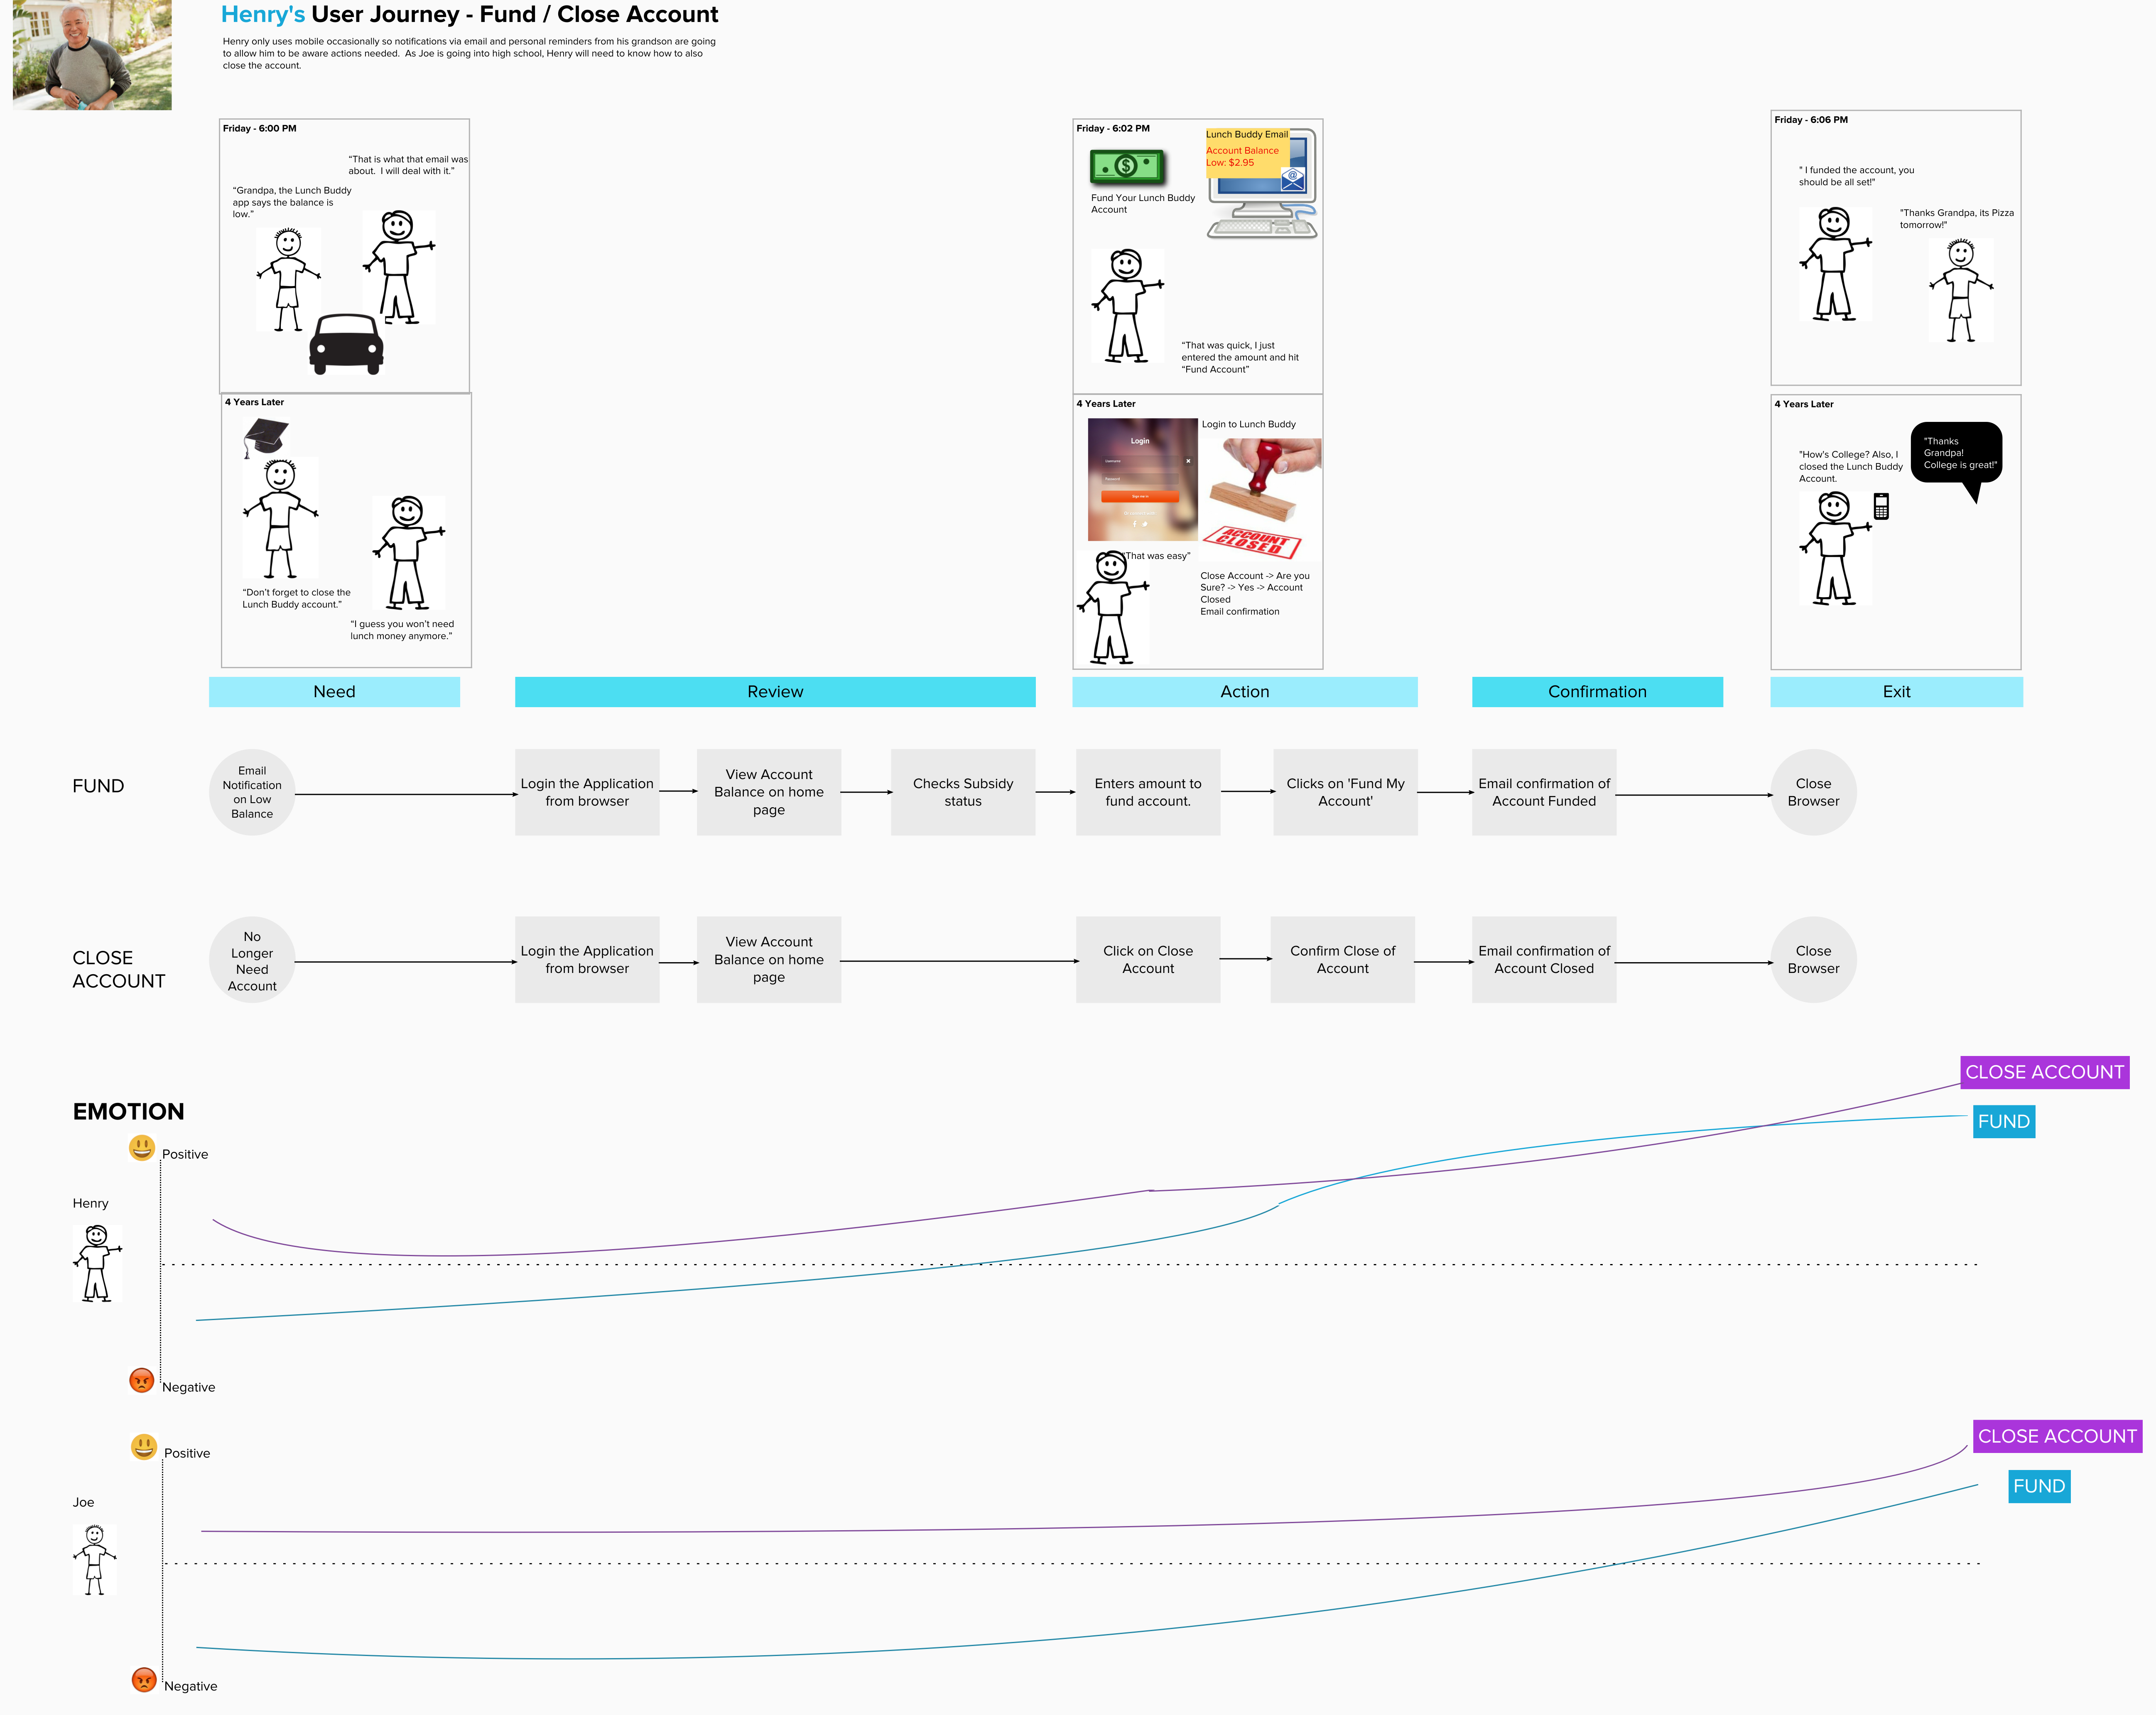 Henry's User Journey - Fund / Close Account
Henry only uses mobile occasionally so notifications via email and personal reminders from his grandson are going
to allow him to be aware actions needed.  As Joe is going into high school, Henry will need to know how to also
close the account.
Friday - 6:00 PM
“That is what that email was
about.  I will deal with it.”
“Grandpa, the Lunch Buddy
app says the balance is
low.”
Friday - 6:02 PM
Lunch Buddy Email
Account Balance
Low: $2.95
Fund Your Lunch Buddy
Account
“That was quick, I just
entered the amount and hit
“Fund Account”
Friday - 6:06 PM
" I funded the account, you
should be all set!"
"Thanks Grandpa, its Pizza
tomorrow!"
4 Years Later
“Don’t forget to close the
Lunch Buddy account.”
“I guess you won’t need
lunch money anymore.”
4 Years Later
Login
Username
Password
Sign me in
Login to Lunch Buddy
ACCOUNT
CLOSED
“That was easy”
Close Account -> Are you
Sure? -> Yes -> Account
Closed
Email confirmation
4 Years Later
"How's College? Also, I
closed the Lunch Buddy
Account.
"Thanks
Grandpa!
College is great!"
Need
Review
Action
Confirmation
Exit
FUND
Email
Notification
on Low
Balance
Login the Application
from browser
View Account
Balance on home
page
Checks Subsidy
status
Enters amount to
fund account.
Clicks on 'Fund My
Account'
Email confirmation of
Account Funded
Close
Browser
CLOSE
ACCOUNT
No
Longer
Need
Account
Login the Application
from browser
View Account
Balance on home
page
Click on Close
Account
Confirm Close of
Account
Email confirmation of
Account Closed
Close
Browser
EMOTION
CLOSE ACCOUNT
FUND
Positive
Henry
Negative
CLOSE ACCOUNT
FUND
Positive
Joe
Negative